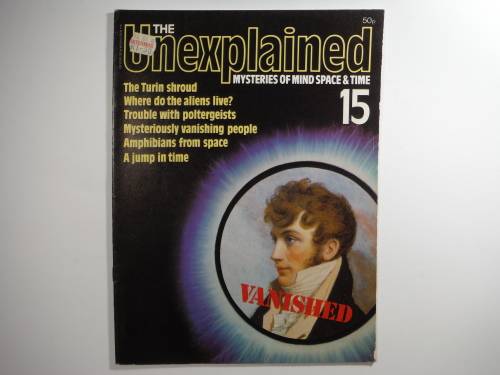 THE
Unexplained
50p
MYSTERIES OF MIND SPACE & TIME
15
The Turin shroud
Where do the aliens live?
Trouble with poltergeists
Mysteriously vanishing people
Amphibians from space
A jump in time
VANISHED